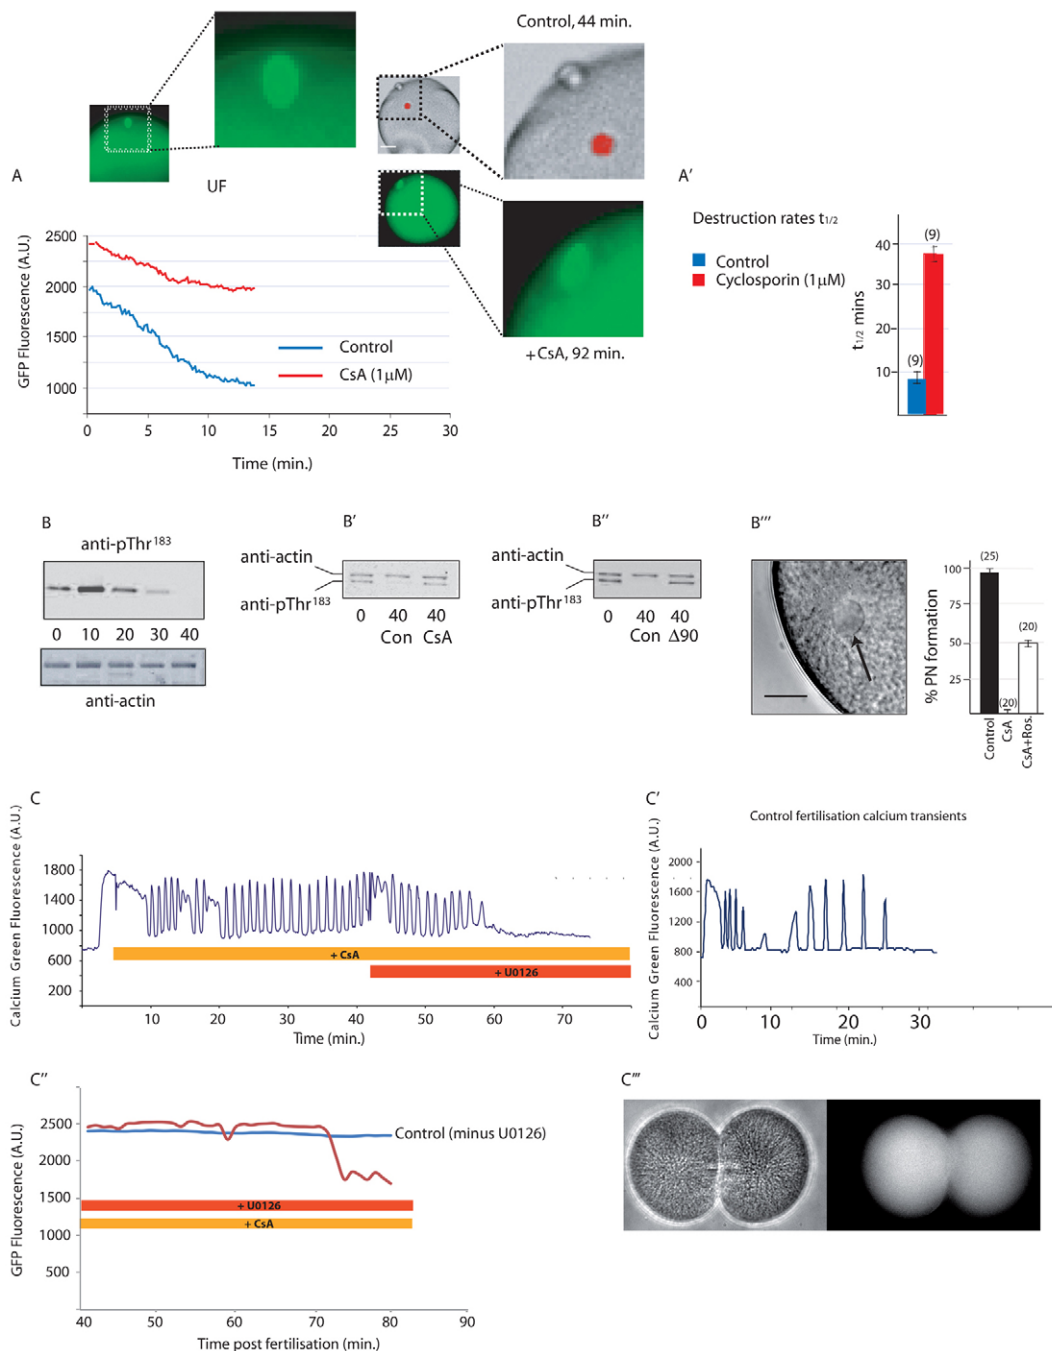 Control, 44 min.
A
UF
A′
GFP Fluorescence (A.U.)
2500
2000
1500
1000
Control
CsA (1μM)
0 5 10 15 20 25 30
Time (min.)
+CsA, 92 min.
Destruction rates t1/2
Control
Cyclosporin (1μM)
t1/2 mins
40
30
20
10
(9)
(9)
B
anti-pThr183
0 10 20 30 40
anti-actin
B′
anti-actin
anti-pThr183
0 40 40
Con CsA
B′′
anti-actin
anti-pThr183
0 40 40
Con Δ90
B′′′
% PN formation
100
75
50
25
(25)
(20)
(20)
Control
CsA
CsA+Ros.
C
Calcium Green Fluorescence (A.U.)
1800
1400
1000
600
200
+ CsA
+ U0126
10 20 30 40 50 60 70
Time (min.)
C′
Control fertilisation calcium transients
Calcium Green Fluorescence (A.U.)
2000
1600
1200
800
400
0 10 20 30
Time (min.)
C′′
GFP Fluorescence (A.U.)
2500
2000
1500
1000
500
Control (minus U0126)
+ U0126
+ CsA
40 50 60 70 80 90
Time post fertilisation (min.)
C′′′